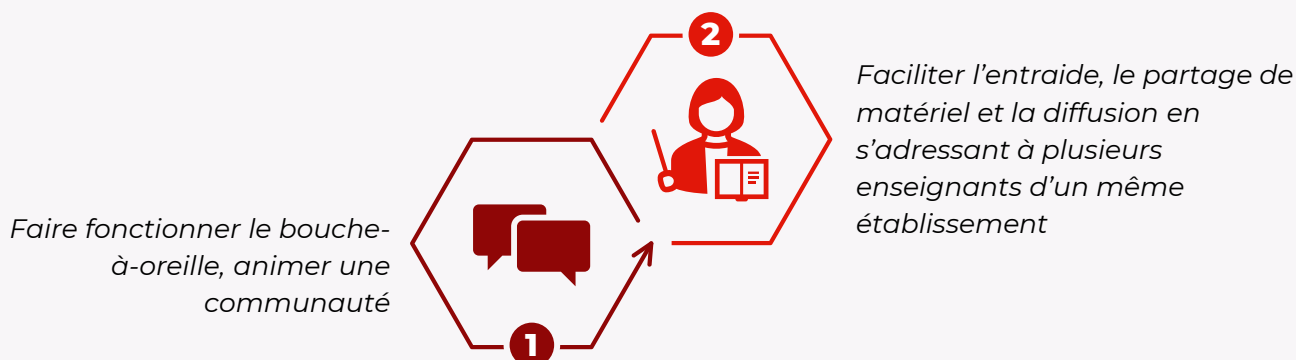 1
Faire fonctionner le bouche-
à-oreille, animer une
communauté
2
Faciliter l’entraide, le partage de
matériel et la diffusion en
s’adressant à plusieurs
enseignants d’un même
établissement